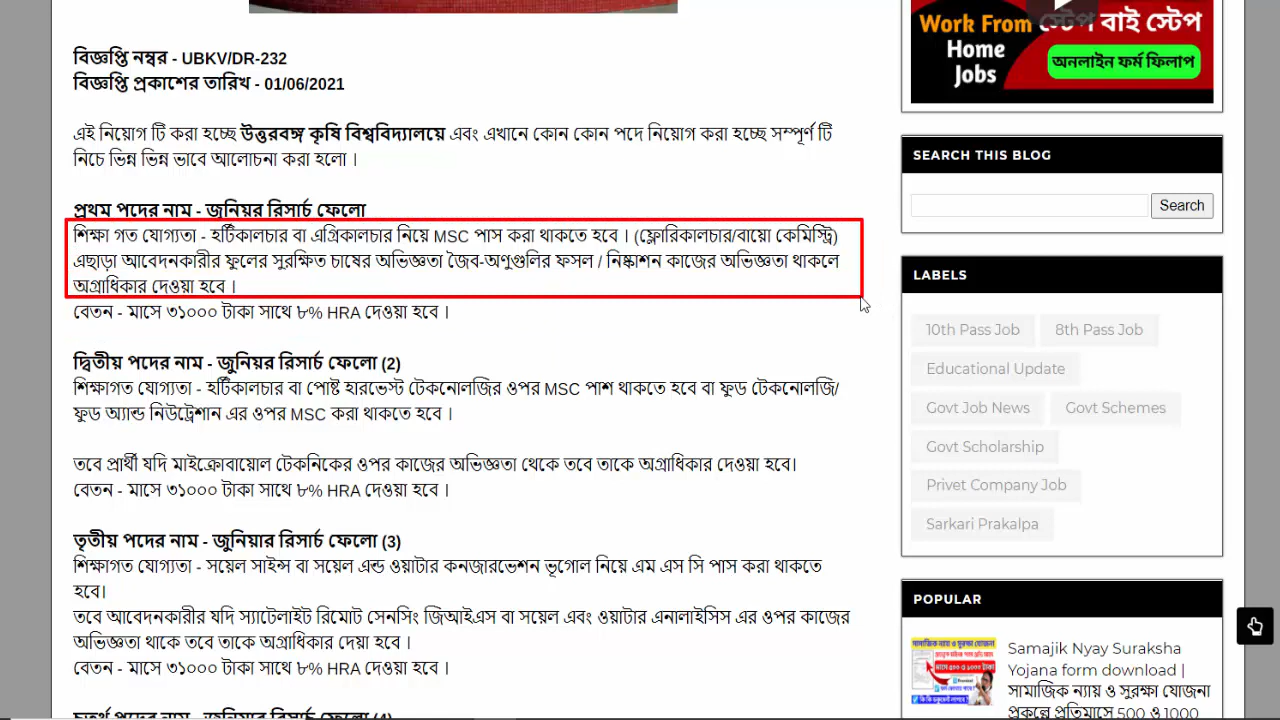 বিজ্ঞপ্তি নম্বর - UBKV/DR-232
বিজ্ঞপ্তি প্রকাশের তারিখ - 01/06/2021
এই নিয়োগ টি করা হচ্ছে উত্তরবঙ্গ কৃষি বিশ্ববিদ্যালয়ে এবং এখানে কোন কোন পদে নিয়োগ করা হচ্ছে সম্পূর্ণ টি
নিচে ভিন্ন ভিন্ন ভাবে আলোচনা করা হলো ।
প্রথম পদের নাম - জুনিয়র রিসার্চ ফেলো
শিক্ষা গত যোগ্যতা - হর্টিকালচার বা এগ্রিকালচার নিয়ে MSC পাস করা থাকতে হবে । (ফ্লোরিকালচার/বায়ো কেমিস্ট্রি)
এছাড়া আবেদনকারীর ফুলের সুরক্ষিত চাষের অভিজ্ঞতা জৈব-অণুগুলির ফসল / নিষ্কাশন কাজের অভিজ্ঞতা থাকলে
অগ্রাধিকার দেওয়া হবে ।
বেতন - মাসে ৩১০০০ টাকা সাথে ৮% HRA দেওয়া হবে ।
দ্বিতীয় পদের নাম - জুনিয়র রিসার্চ ফেলো (2)
শিক্ষাগত যোগ্যতা - হর্টিকালচার বা পোষ্ট হারভেস্ট টেকনোলজির ওপর MSC পাশ থাকতে হবে বা ফুড টেকনোলজি/
ফুড অ্যান্ড নিউট্রেশান এর ওপর MSC করা থাকতে হবে ।
তবে প্রার্থী যদি মাইক্রোবায়োল টেকনিকের ওপর কাজের অভিজ্ঞতা থেকে তবে তাকে অগ্রাধিকার দেওয়া হবে।
বেতন - মাসে ৩১০০০ টাকা সাথে ৮% HRA দেওয়া হবে ।
তৃতীয় পদের নাম - জুনিয়ার রিসার্চ ফেলো (3)
শিক্ষাগত যোগ্যতা - সয়েল সাইন্স বা সয়েল এন্ড ওয়াটার কনজারভেশন ভূগোল নিয়ে এম এস সি পাস করা থাকতে
হবে।
তবে আবেদনকারীর যদি স্যাটেলাইট রিমোট সেনসিং জিআইএস বা সয়েল এবং ওয়াটার এনালাইসিস এর ওপর কাজের
অভিজ্ঞতা থাকে তবে তাকে অগ্রাধিকার দেয়া হবে ।
বেতন - মাসে ৩১০০০ টাকা সাথে ৮% HRA দেওয়া হবে ।
চতুর্থ পদের নাম - জুনিয়ার রিসার্চ ফেলো (4)
Work From স্টেপ বাই স্টেপ
Home
Jobs
অনলাইন ফর্ম ফিলাপ
SEARCH THIS BLOG
Search
LABELS
10th Pass Job 8th Pass Job
Educational Update
Govt Job News Govt Schemes
Govt Scholarship
Privet Company Job
Sarkari Prakalpa
POPULAR
Samajik Nyay Suraksha
Yojana form download |
সামাজিক ন্যায় ও সুরক্ষা যোজনা
প্রকল্পে প্রতিমাসে 500 ও 1000